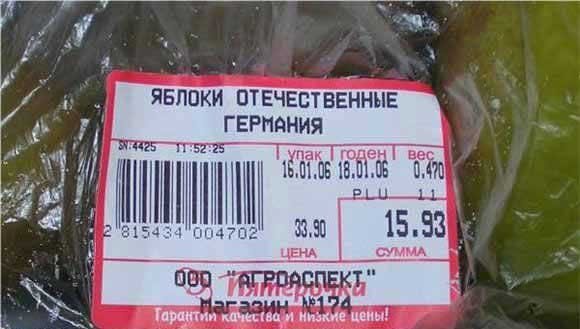 ЯБЛОКИ ОТЕЧЕСТВЕННЫЕ
ГЕРМАНИЯ
SN:4425 11:52:25
упак годен вес
16.01.06 18.01.06 0.470
PLU 11
33.90 15.93
2 815434 004702
ЦЕНА СУММА
ООО "АГРОАСПЕКТ"
Пятерочка
Магазин №174
Гарантии качества и низкие цены!